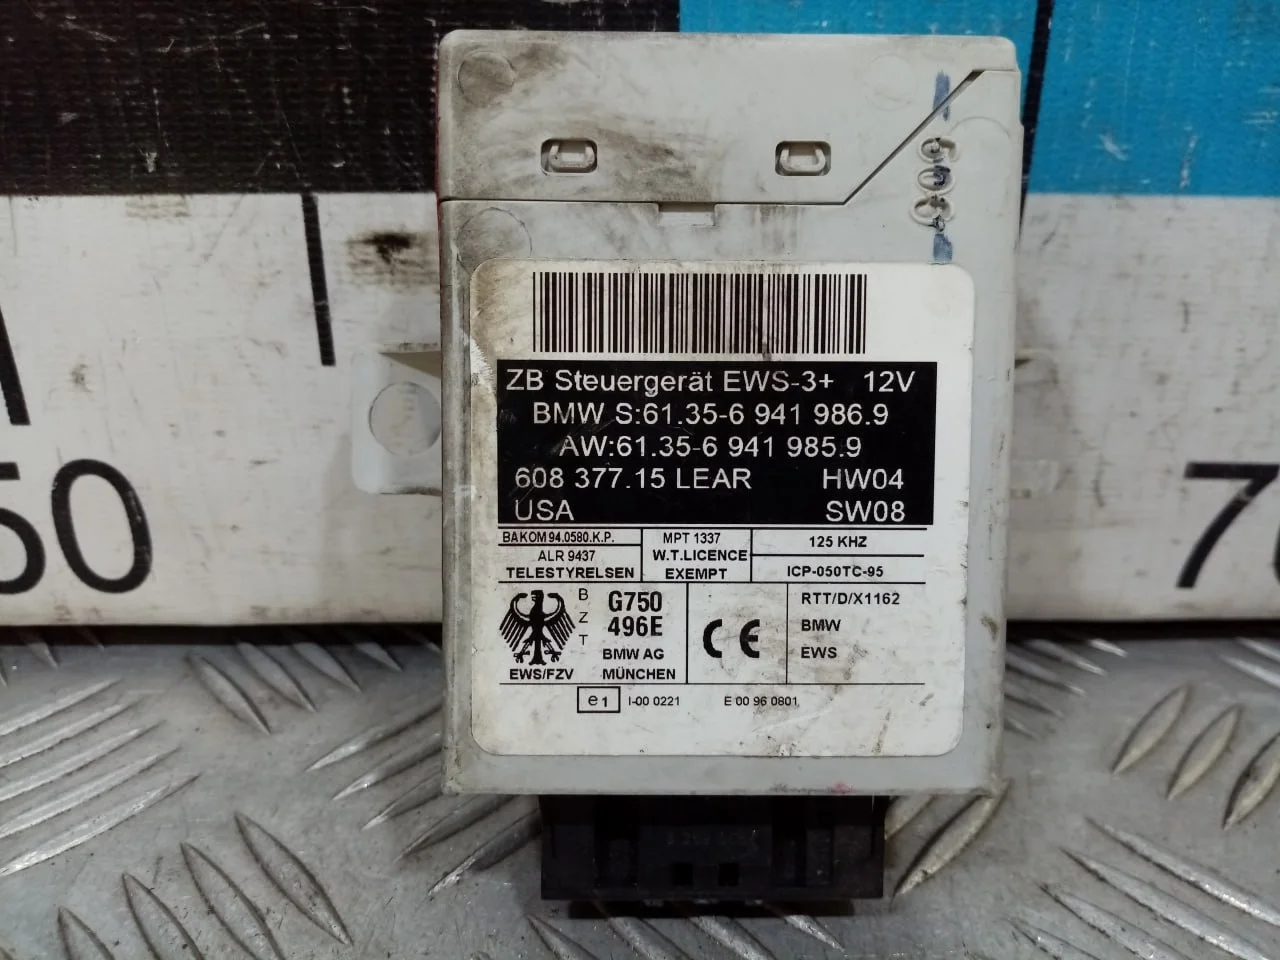 50
7
ZB Steuergerät EWS-3+ 12V
BMW S:61.35-6 941 986.9
AW:61.35-6 941 985.9
608 377.15 LEAR HW04
USA SW08
BAKOM94.0580.K.P.
ALR 9437
TELESTYRELSEN
MPT 1337
W.T.LICENCE
EXEMPT
125 KHZ
ICP-050TC-95
BZT
G750
496E
BMW AG
EWS/FZV MÜNCHEN
CE
RTT/D/X1162
BMW
EWS
e1 I-00 0221 E 00 96 0801